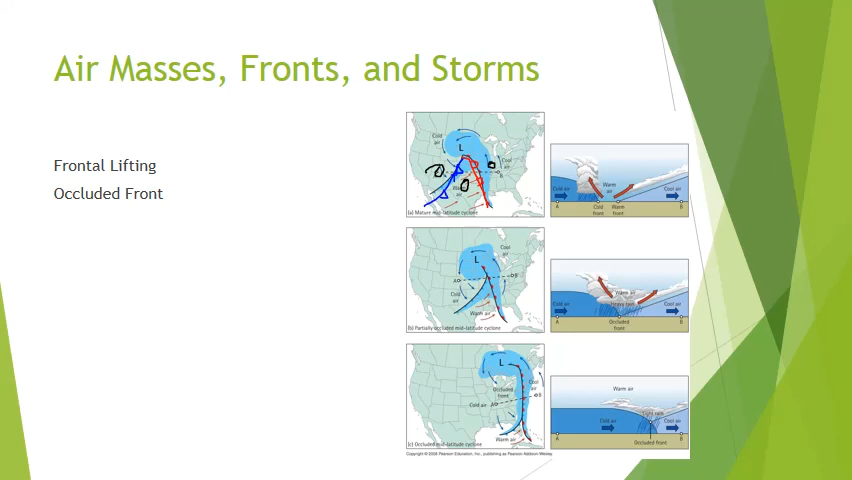 Air Masses, Fronts, and Storms
Frontal Lifting
Occluded Front
Cold
air
L
Cool
air
B
(a) Mature mid-latitude cyclone
Cold air
Warm
air
Cool air
A
Cold
front
Warm
front
B
Cool
air
L
A
B
Cold
air
Warm air
(b) Partially occluded mid-latitude cyclone
Cold air
Warm air
Heavy rain
Cool air
A
Occluded
front
B
L
Occluded
front
Cool
air
Cold air
A
B
Warm air
(c) Occluded mid-latitude cyclone
Warm air
Cold air
Light rain
Cool air
A
Occluded front
B
Copyright © 2008 Pearson Education, Inc., publishing as Pearson Addison-Wesley